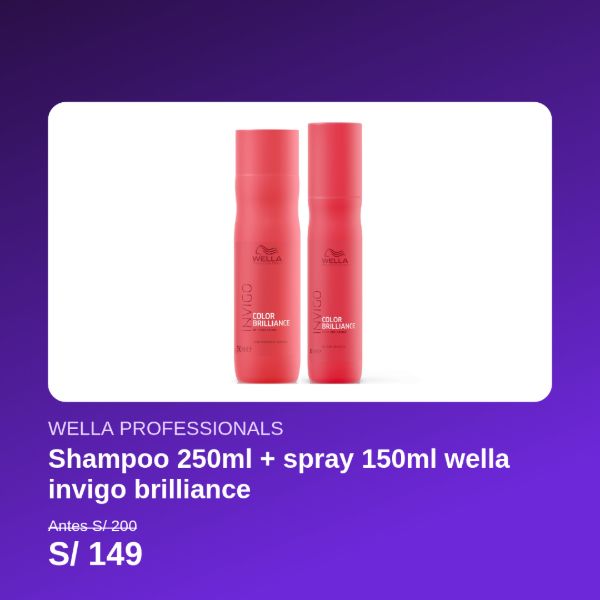 WELLA
WELLA
INVIGO
COLOR
BRILLIANCE
INVIGO
COLOR
BRILLIANCE
WELLA PROFESSIONALS
Shampoo 250ml + spray 150ml wella
invigo brilliance
Antes S/ 200
S/ 149